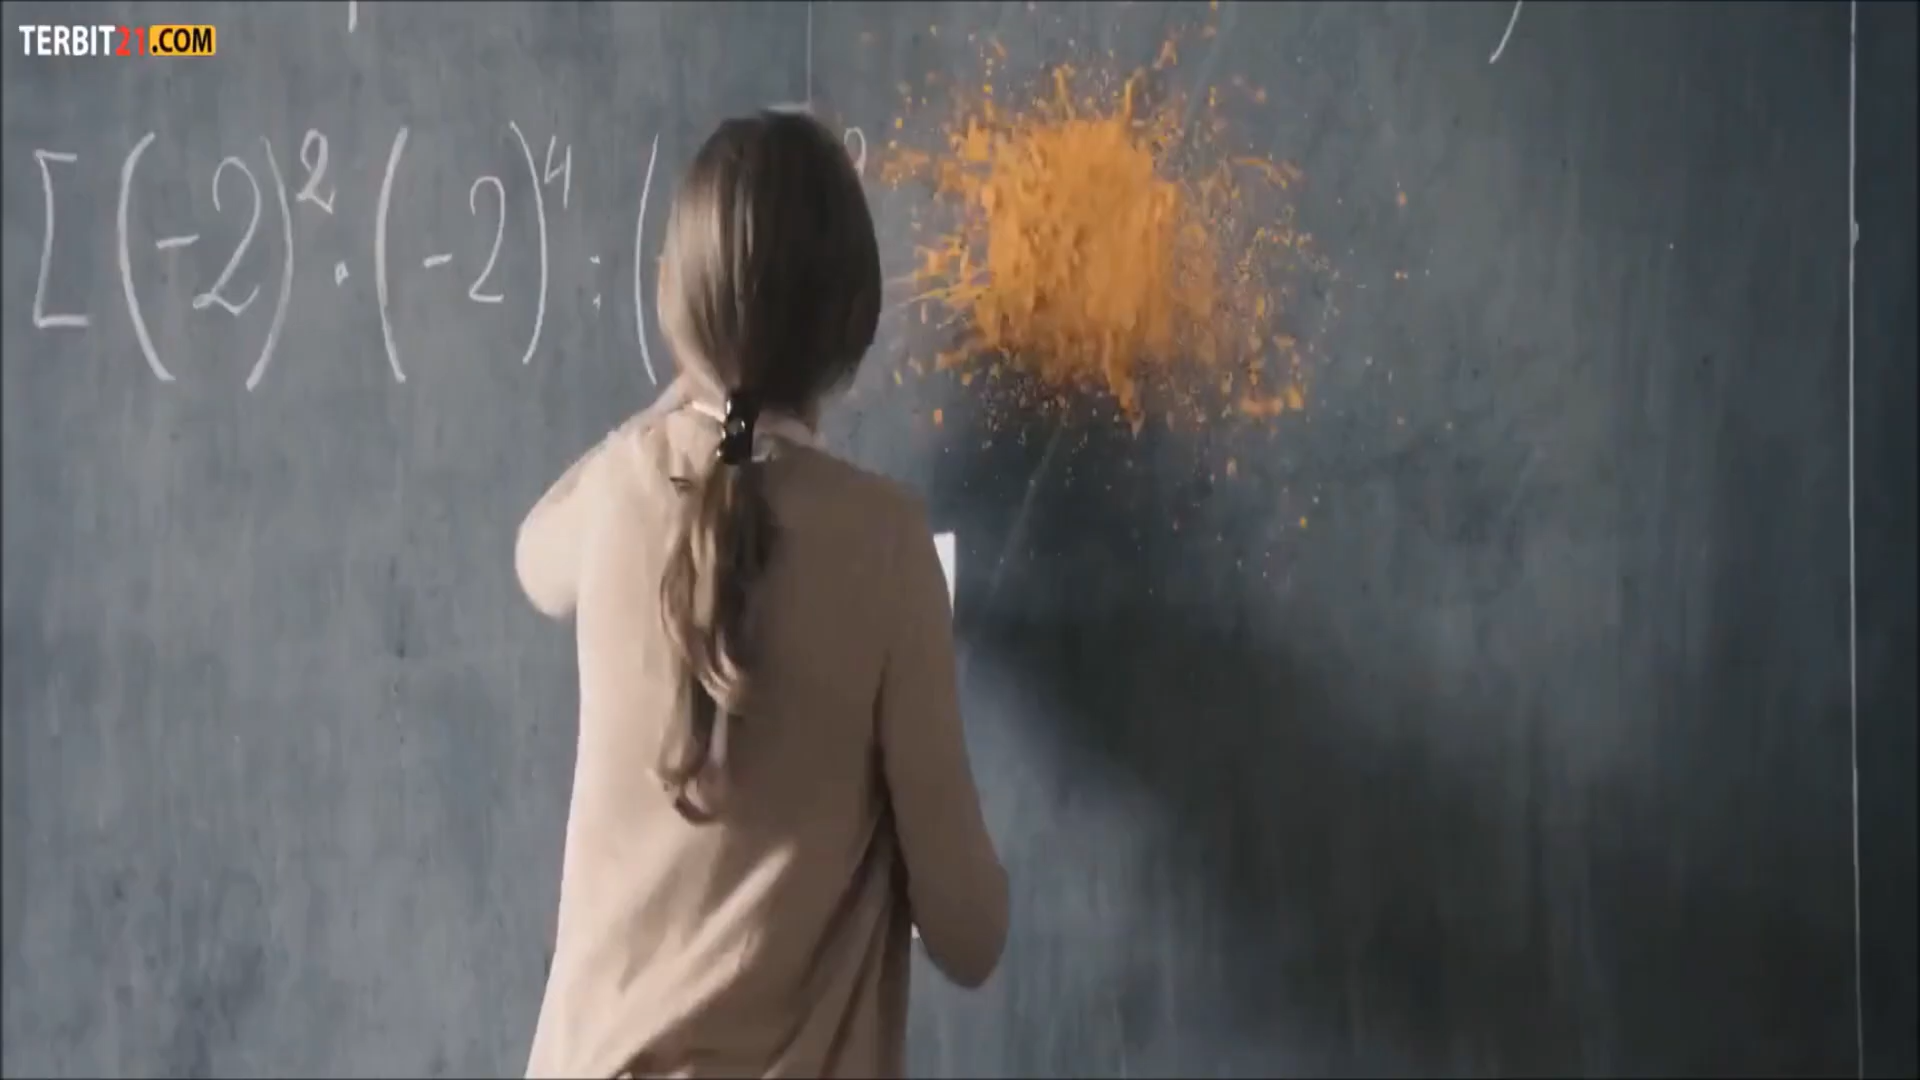 TERBIT21.COM
[(-2)² · (-2)⁴ : (